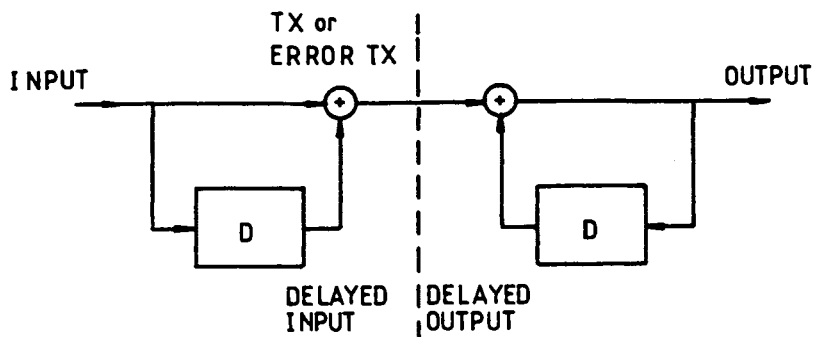 TX or
ERROR TX
INPUT
OUTPUT
+
+
D
D
DELAYED
INPUT
DELAYED
OUTPUT